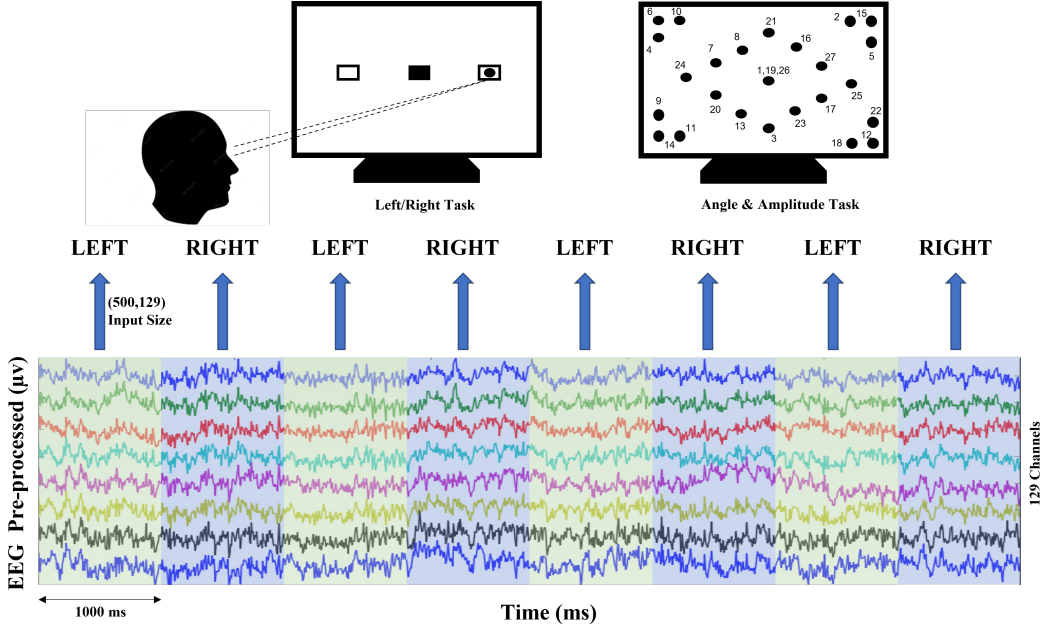 6 10 21 2 15
4 8 16 5
7 27
24 1,19,26
25
9 20 17 22
13 23
14 11 3 18 12
Left/Right Task
Angle & Amplitude Task
LEFT RIGHT LEFT RIGHT LEFT RIGHT LEFT RIGHT
(500,129)
Input Size
EEG Pre-processed (μv)
129 Channels
1000 ms
Time (ms)